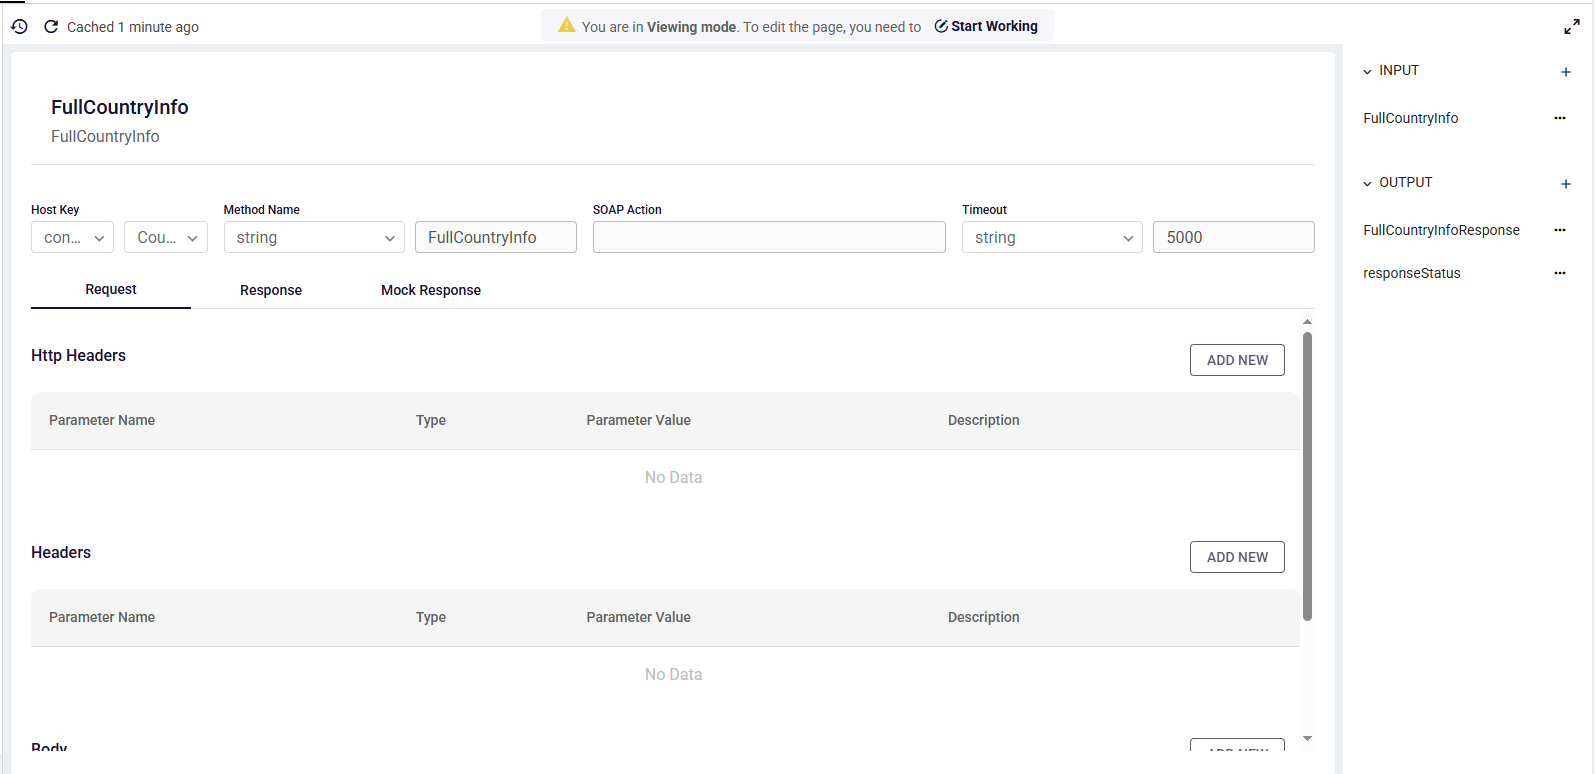 Cached 1 minute ago
You are in Viewing mode. To edit the page, you need to Start Working
FullCountryInfo
FullCountryInfo
Host Key Method Name SOAP Action Timeout
con... Cou... string FullCountryInfo string 5000
Request Response Mock Response
Http Headers ADD NEW
Parameter Name Type Parameter Value Description
No Data
Headers ADD NEW
Parameter Name Type Parameter Value Description
No Data
Body ADD NEW
INPUT
FullCountryInfo
OUTPUT
FullCountryInfoResponse
responseStatus